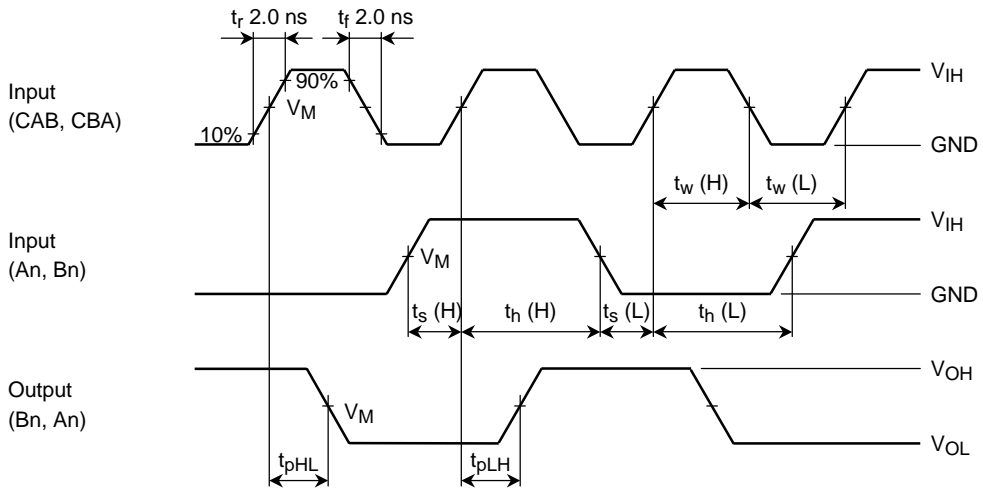 tr 2.0 ns tf 2.0 ns
Input
(CAB, CBA)
90%
VM
10%
VIH
GND
tw (H) tw (L)
Input
(An, Bn)
VM
VIH
GND
ts (H) th (H) ts (L) th (L)
Output
(Bn, An)
VM
VOH
VOL
tpHL tpLH